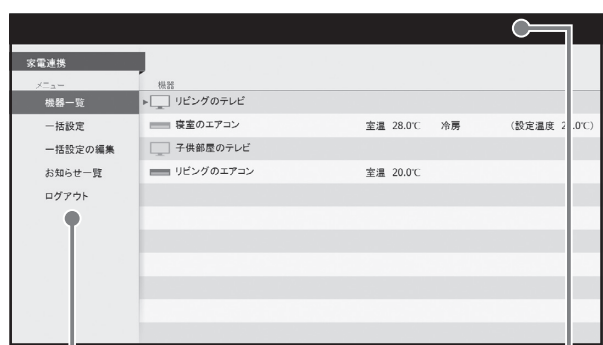 家電連携
メニュー
機器
機器一覧
リビングのテレビ
一括設定
寝室のエアコン 室温 28.0℃ 冷房 (設定温度 2 .0℃)
一括設定の編集
子供部屋のテレビ
お知らせ一覧
リビングのエアコン 室温 20.0℃
ログアウト